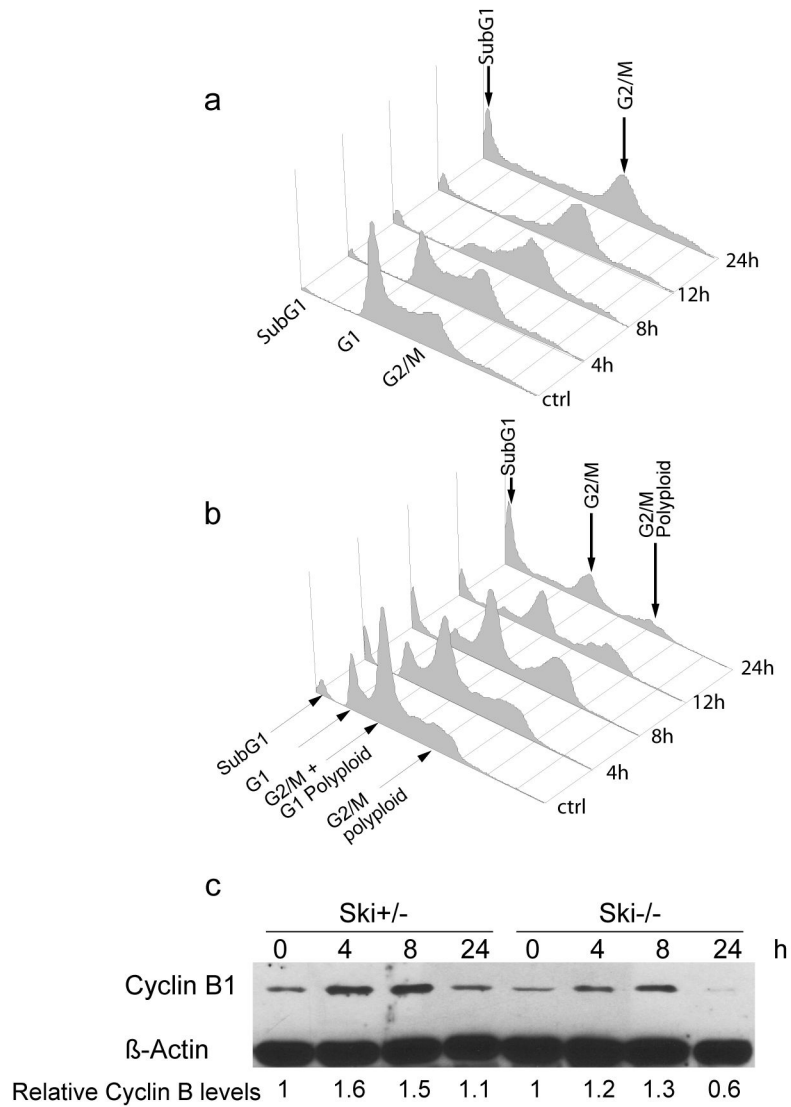 a
SubG1
G2/M
24h
12h
8h
4h
ctrl
SubG1
G1
G2/M
b
SubG1
G2/M
G2/M
Polyploid
24h
12h
8h
4h
ctrl
SubG1
G1
G2/M +
G1 Polyploid
G2/M
polyploid
c
Ski+/- Ski-/-
0 4 8 24 0 4 8 24 h
Cyclin B1
ß-Actin
Relative Cyclin B levels 1 1.6 1.5 1.1 1 1.2 1.3 0.6